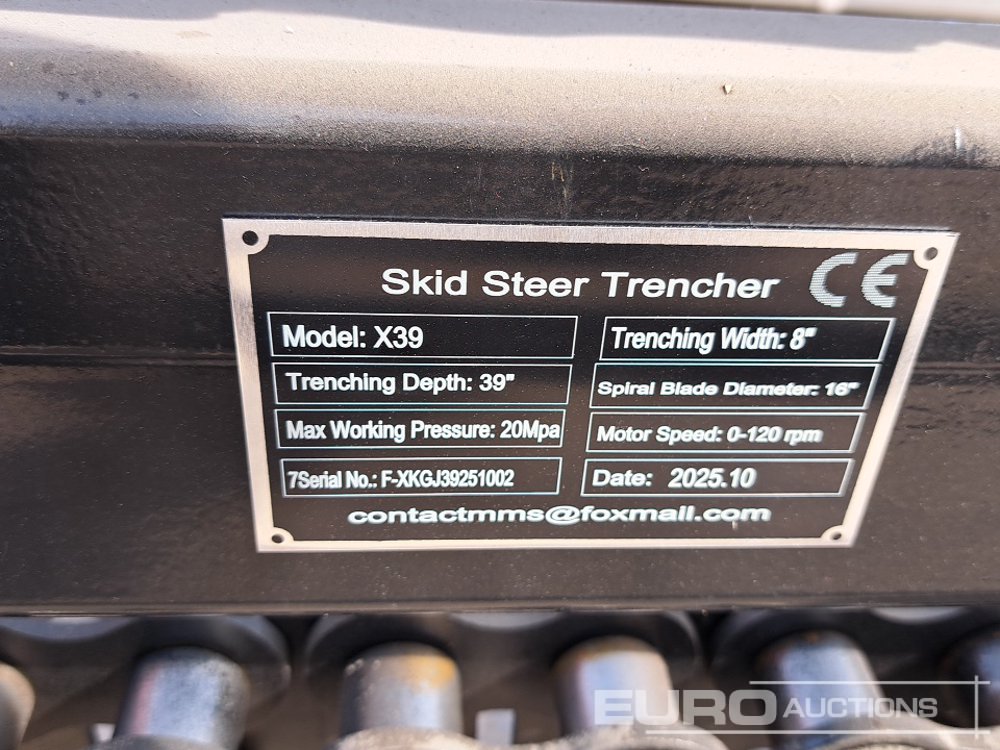 Skid Steer Trencher CE
Model: X39
Trenching Width: 8"
Trenching Depth: 39"
Spiral Blade Diameter: 16"
Max Working Pressure: 20Mpa
Motor Speed: 0-120 rpm
7Serial No.: F-XKGJ39251002
Date: 2025.10
contactmms@foxmail.com
EURO AUCTIONS